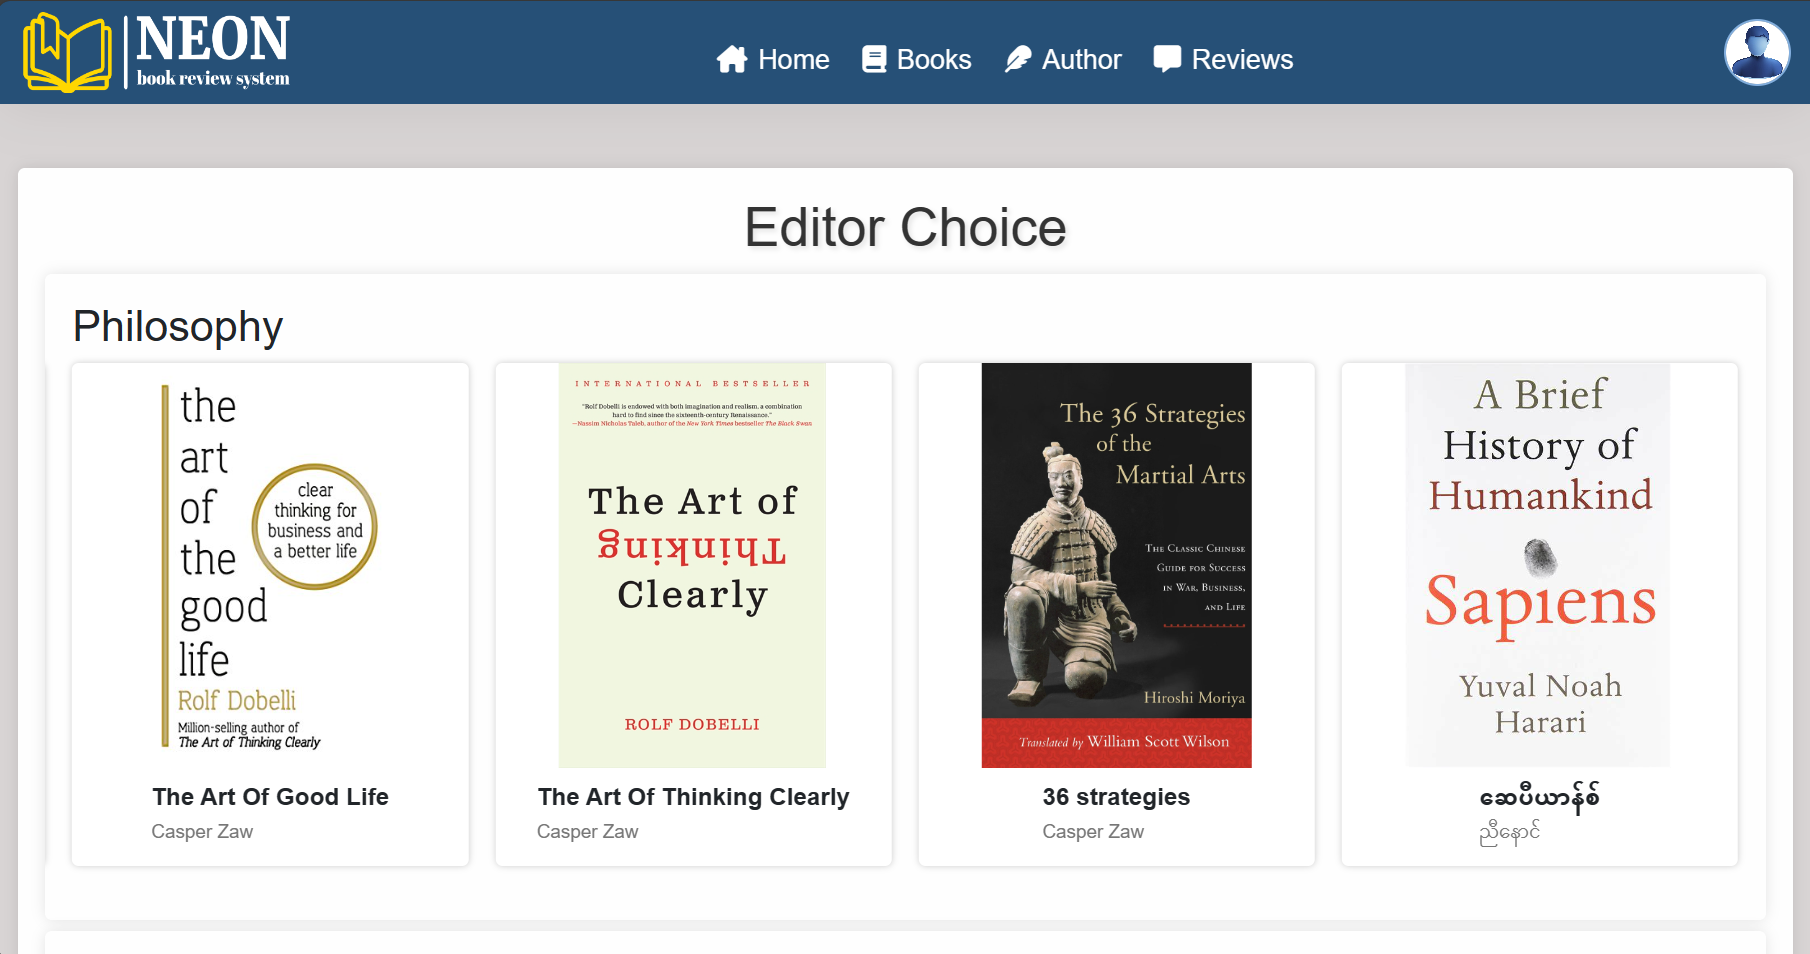 NEON
book review system
Home
Books
Author
Reviews
Editor Choice
Philosophy
the
art
of
the
good
life
clear
thinking for
business and
a better life
Rolf Dobelli
Million-selling author of
The Art of Thinking Clearly
The Art Of Good Life
Casper Zaw
INTERNATIONAL BESTSELLER
"Rolf Dobelli is endowed with both imagination and realism, a combination
hard to find since the sixteenth-century Renaissance."
—Nassim Nicholas Taleb, author of the New York Times bestseller The Black Swan
The Art of
Thinking
Clearly
ROLF DOBELLI
The Art Of Thinking Clearly
Casper Zaw
The 36 Strategies
of the
Martial Arts
The Classic Chinese
Guide for Success
in War, Business,
and Life
Hiroshi Moriya
Translated by William Scott Wilson
36 strategies
Casper Zaw
A Brief
History of
Humankind
Sapiens
Yuval Noah
Harari
ဆေပီယာန်စ်
ညီနောင်